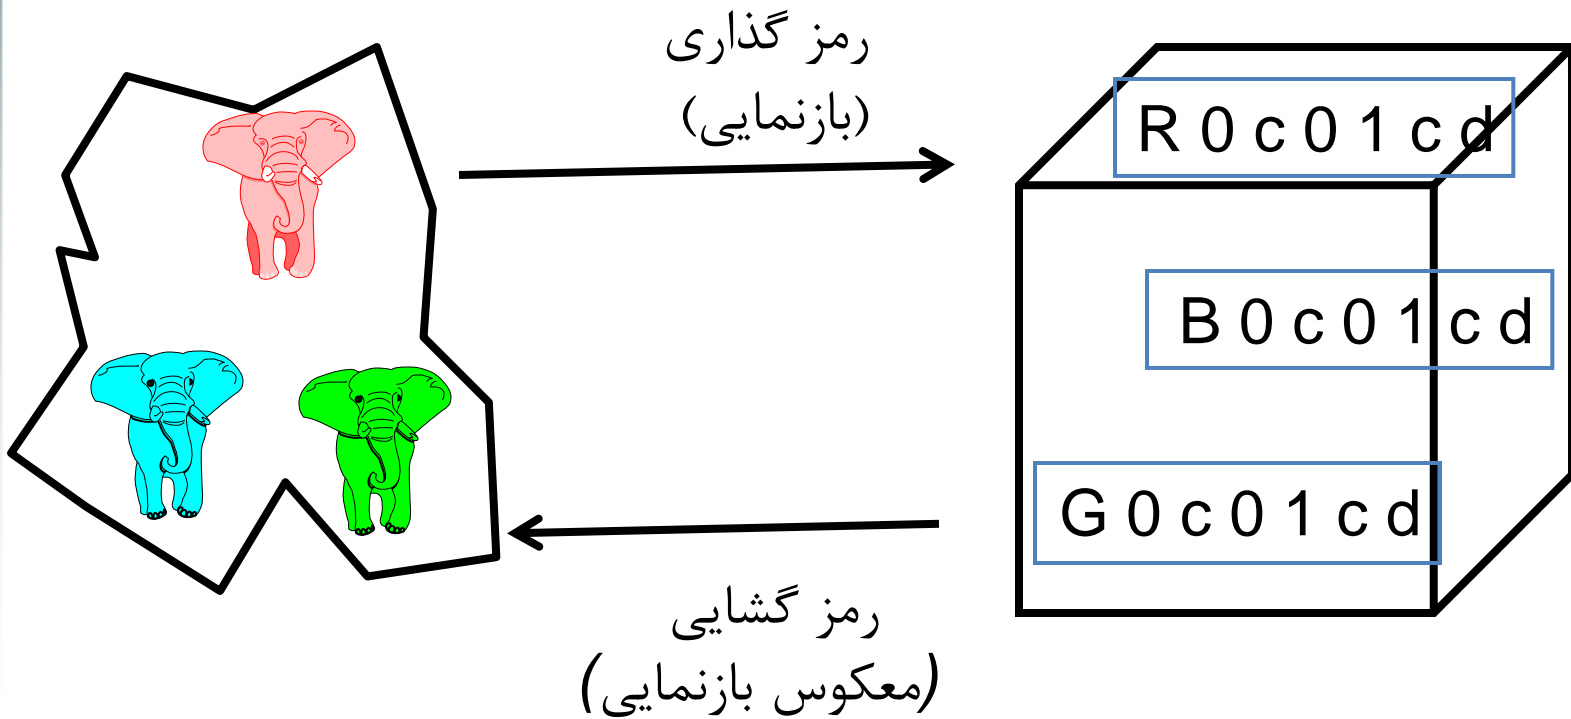 رمز گذاری
(بازنمایی)
R 0 c 0 1 c d
B 0 c 0 1 c d
G 0 c 0 1 c d
رمز گشایی
(معکوس بازنمایی)